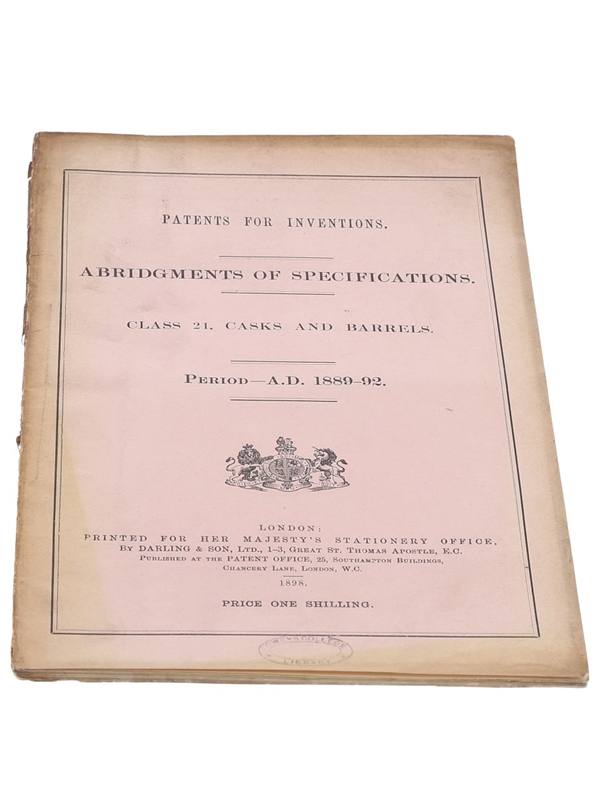 PATENTS FOR INVENTIONS.
ABRIDGMENTS OF SPECIFICATIONS.
CLASS 21, CASKS AND BARRELS.
PERIOD—A.D. 1889-92.
LONDON:
PRINTED FOR HER MAJESTY'S STATIONERY OFFICE,
BY DARLING & SON, LTD., 1-3, GREAT ST. THOMAS APOSTLE, E.C.
PUBLISHED AT THE PATENT OFFICE, 25, SOUTHAMPTON BUILDINGS,
CHANCERY LANE, LONDON, W.C.
1898.
PRICE ONE SHILLING.
COLLEGE
LIBRARY